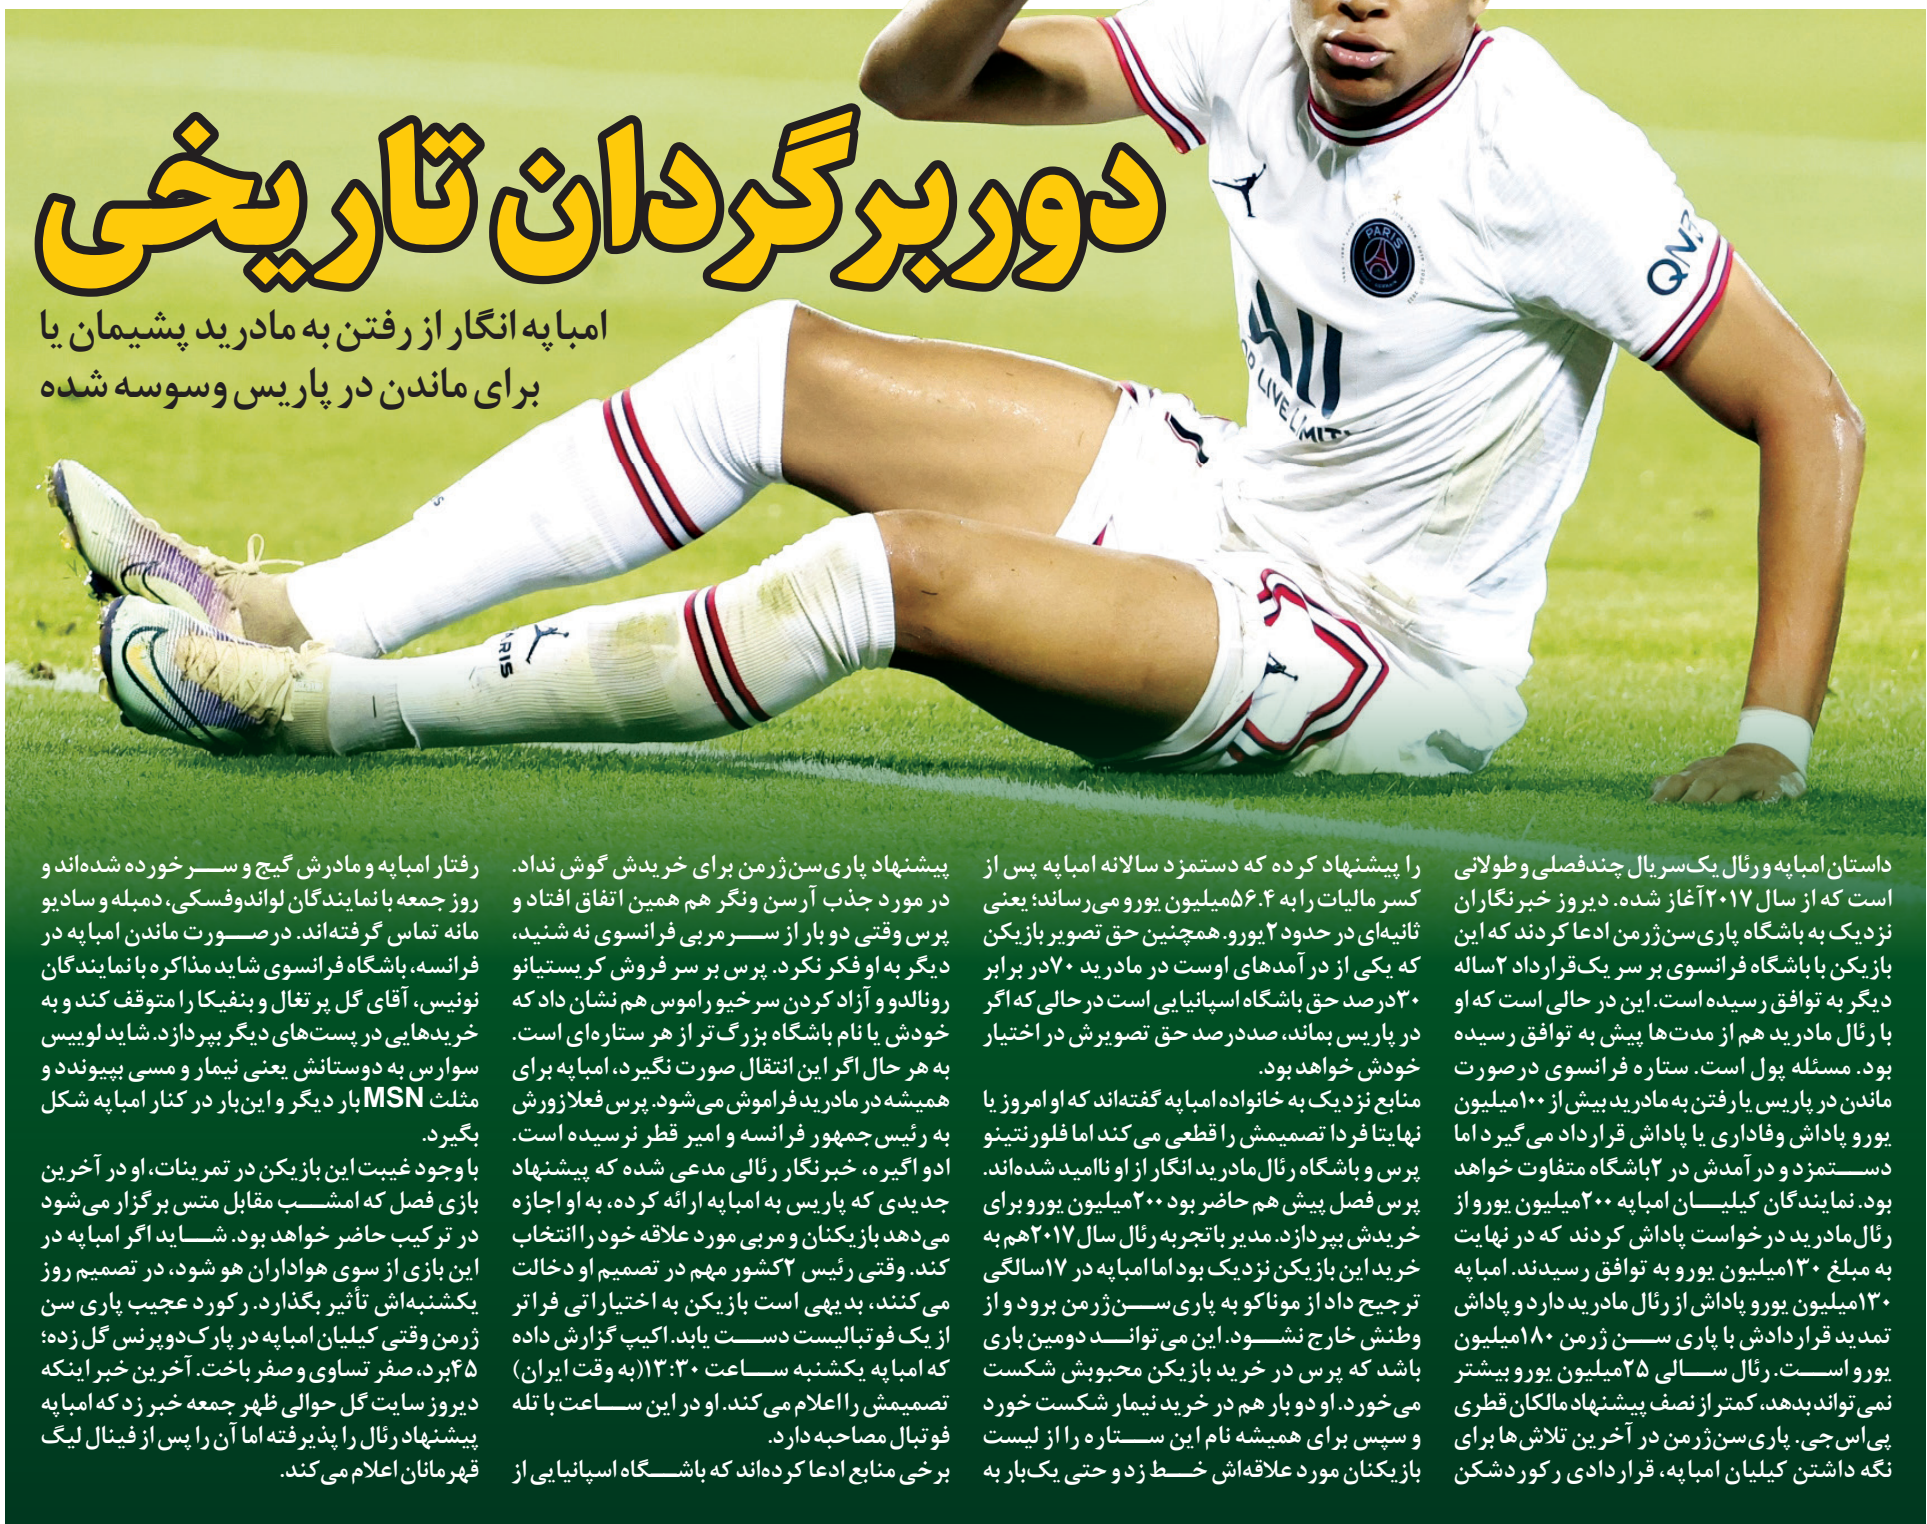 دوربرگردان تاریخی
امباپه انگار از رفتن به مادرید پشیمان یا
برای ماندن در پاریس وسوسه شده
PARIS
QNB
LIVE LIMIT
ARIS
داستان امباپه و رئال یک سریال چندفصلی و طولانی
است که از سال ۲۰۱۷ آغاز شده. دیروز خبرنگاران
نزدیک به باشگاه پاری‌سن‌ژرمن ادعا کردند که این
بازیکن با باشگاه فرانسوی بر سر یک قرارداد ۲ساله
دیگر به توافق رسیده است. این در حالی است که او
با رئال مادرید هم از مدت‌ها پیش به توافق رسیده
بود. مسئله پول است. ستاره فرانسوی درصورت
ماندن در پاریس یا رفتن به مادرید بیش از ۱۰۰میلیون
یورو پاداش وفاداری یا پاداش قرارداد می‌گیرد اما
دستمزد و درآمدش در ۲باشگاه متفاوت خواهد
بود. نمایندگان کیلیان امباپه ۲۰۰میلیون یورو از
رئال‌مادرید درخواست پاداش کردند که در نهایت
به مبلغ ۱۳۰میلیون یورو به توافق رسیدند. امباپه
۱۳۰میلیون یورو پاداش از رئال مادرید دارد و پاداش
تمدید قراردادش با پاری سن ژرمن ۱۸۰میلیون
یورو است. رئال سالی ۲۵میلیون یورو بیشتر
نمی‌تواند بدهد، کمتر از نصف پیشنهاد مالکان قطری
پی‌اس‌جی. پاری‌سن‌ژرمن در آخرین تلاش‌ها برای
نگه داشتن کیلیان امباپه، قراردادی رکوردشکن
را پیشنهاد کرده که دستمزد سالانه امباپه پس از
کسر مالیات را به ۵۶.۴میلیون یورو می‌رساند؛ یعنی
ثانیه‌ای در حدود ۲یورو. همچنین حق تصویر بازیکن
که یکی از درآمدهای اوست در مادرید ۷۰در برابر
۳۰درصد حق باشگاه اسپانیایی است درحالی‌که اگر
در پاریس بماند، صددرصد حق تصویرش در اختیار
خودش خواهد بود.
منابع نزدیک به خانواده امباپه گفته‌اند که او امروز یا
نهایتا فردا تصمیمش را قطعی می‌کند اما فلورنتینو
پرس و باشگاه رئال‌مادرید انگار از او ناامید شده‌اند.
پرس فصل پیش هم حاضر بود ۲۰۰میلیون یورو برای
خریدش بپردازد. مدیر باتجربه رئال سال ۲۰۱۷هم به
خرید این بازیکن نزدیک بود اما امباپه در ۱۷سالگی
ترجیح داد از موناکو به پاری‌سن‌ژرمن برود و از
وطنش خارج نشود. این می‌تواند دومین باری
باشد که پرس در خرید بازیکن محبوبش شکست
می‌خورد. او دو بار هم در خرید نیمار شکست خورد
و سپس برای همیشه نام این ستاره را از لیست
بازیکنان مورد علاقه‌اش خط زد و حتی یک‌بار به
پیشنهاد پاری‌سن‌ژرمن برای خریدش گوش نداد.
در مورد جذب آرسن ونگر هم همین اتفاق افتاد و
پرس وقتی دو بار از سرمربی فرانسوی نه شنید،
دیگر به او فکر نکرد. پرس بر سر فروش کریستیانو
رونالدو و آزاد کردن سرخیو راموس هم نشان داد که
خودش یا نام باشگاه بزرگ‌تر از هر ستاره‌ای است.
به هر حال اگر این انتقال صورت نگیرد، امباپه برای
همیشه در مادرید فراموش می‌شود. پرس فعلا زورش
به رئیس‌جمهور فرانسه و امیر قطر نرسیده است.
ادو اگیره، خبرنگار رئالی مدعی شده که پیشنهاد
جدیدی که پاریس به امباپه ارائه کرده، به او اجازه
می‌دهد بازیکنان و مربی مورد علاقه خود را انتخاب
کند. وقتی رئیس ۲کشور مهم در تصمیم او دخالت
می‌کنند، بدیهی است بازیکن به اختیاراتی فراتر
از یک فوتبالیست دست یابد. اکیپ گزارش داده
که امباپه یکشنبه ساعت ۱۳:۳۰(به وقت ایران)
تصمیمش را اعلام می‌کند. او در این ساعت با تله
فوتبال مصاحبه دارد.
برخی منابع ادعا کرده‌اند که باشگاه اسپانیایی از
رفتار امباپه و مادرش گیج و سرخورده شده‌اند و
روز جمعه با نمایندگان لواندوفسکی، دمبله و سادیو
مانه تماس گرفته‌اند. درصورت ماندن امباپه در
فرانسه، باشگاه فرانسوی شاید مذاکره با نمایندگان
نونیس، آقای گل پرتغال و بنفیکا را متوقف کند و به
خریدهایی در پست‌های دیگر بپردازد. شاید لوییس
سوارس به دوستانش یعنی نیمار و مسی بپیوندد و
مثلث MSN بار دیگر و این‌بار در کنار امباپه شکل
بگیرد.
با وجود غیبت این بازیکن در تمرینات، او در آخرین
بازی فصل که امشب مقابل متس برگزار می‌شود
در ترکیب حاضر خواهد بود. شاید اگر امباپه در
این بازی از سوی هواداران هو شود، در تصمیم روز
یکشنبه‌اش تأثیر بگذارد. رکورد عجیب پاری سن
ژرمن وقتی کیلیان امباپه در پارک‌دوپرنس گل زده؛
۴۵برد، صفر تساوی و صفر باخت. آخرین خبر اینکه
دیروز سایت گل حوالی ظهر جمعه خبر زد که امباپه
پیشنهاد رئال را پذیرفته اما آن را پس از فینال لیگ
قهرمانان اعلام می‌کند.